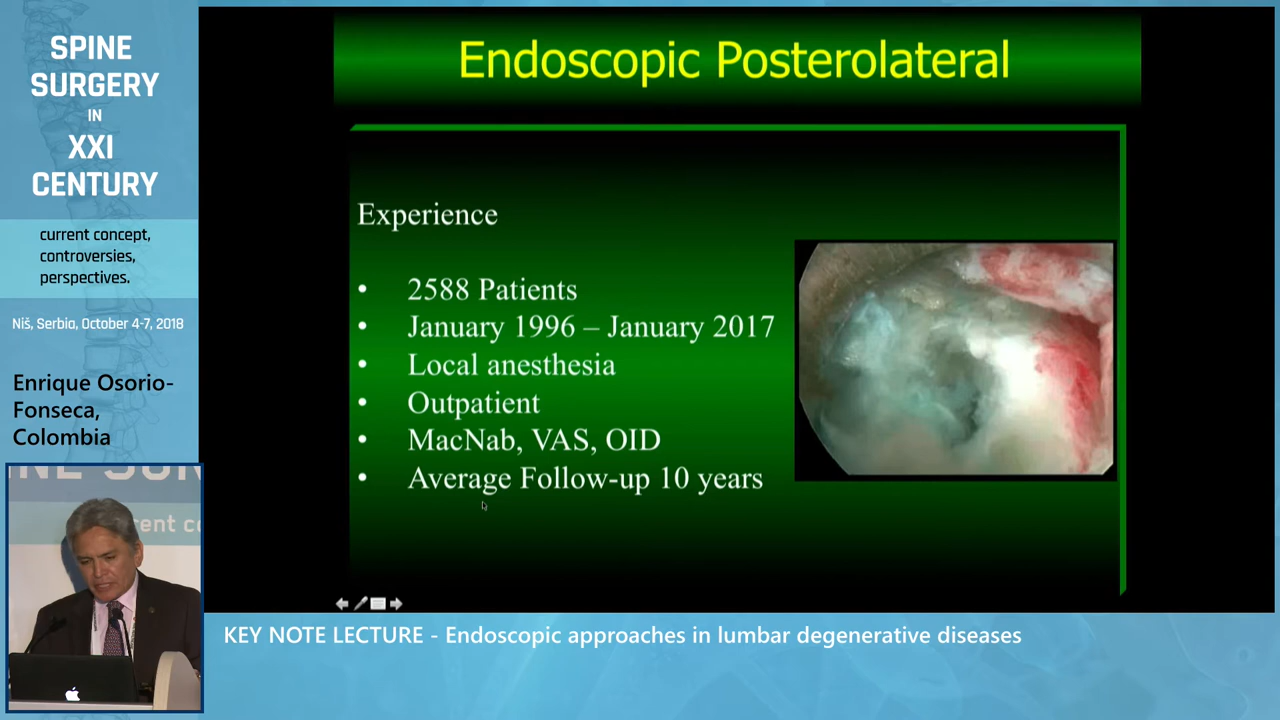 SPINE
SURGERY
IN
XXI
CENTURY
current concept,
controversies,
perspectives.
Niš, Serbia, October 4-7, 2018
Enrique Osorio-
Fonseca,
Colombia
Endoscopic Posterolateral
Experience
• 2588 Patients
• January 1996 – January 2017
• Local anesthesia
• Outpatient
• MacNab, VAS, OID
• Average Follow-up 10 years
KEY NOTE LECTURE - Endoscopic approaches in lumbar degenerative diseases